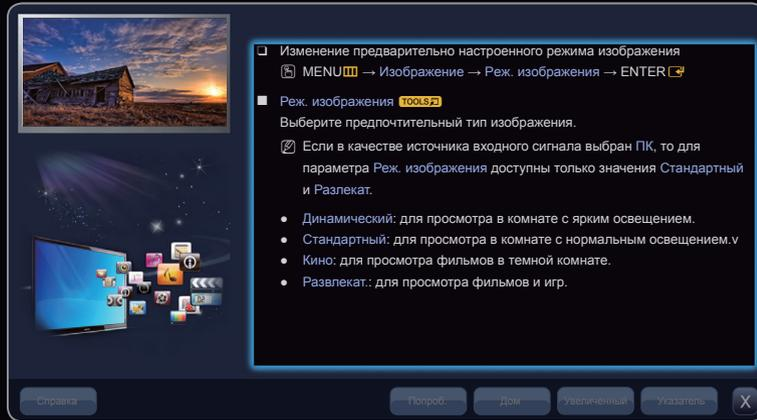 ❑ Изменение предварительно настроенного режима изображения
MENU → Изображение → Реж. изображения → ENTER
■ Реж. изображения TOOLS
Выберите предпочтительный тип изображения.
Если в качестве источника входного сигнала выбран ПК, то для
параметра Реж. изображения доступны только значения Стандартный
и Разлекат.
● Динамический: для просмотра в комнате с ярким освещением.
● Стандартный: для просмотра в комнате с нормальным освещением.v
● Кино: для просмотра фильмов в темной комнате.
● Развлекат.: для просмотра фильмов и игр.
Справка
Попроб.
Дом
Увеличенный
Указатель
X